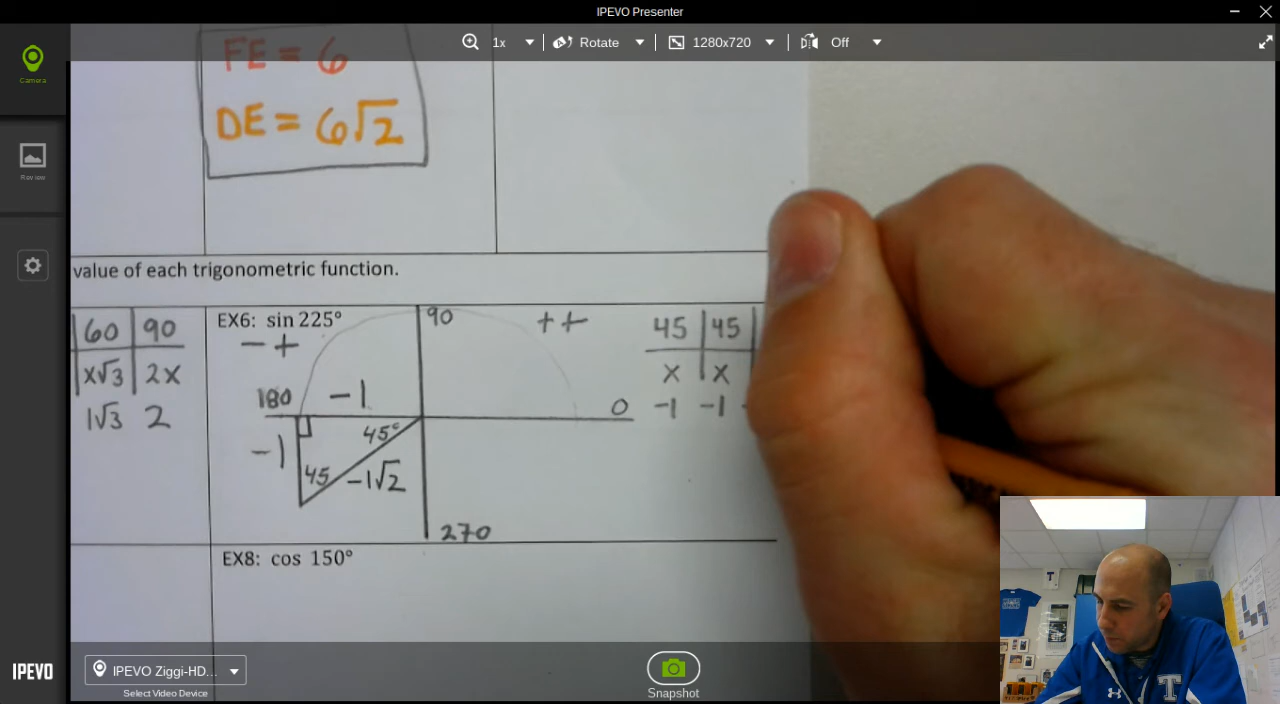 IPEVO Presenter
1x
Rotate
1280x720
Off
Camera
Review
FE = 6
DE = 6√2
value of each trigonometric function.
60 90
x√3 2x
1√3 2
EX6: sin 225°
- +
90
+ +
180
-1
0
-1
45°
45
-1√2
270
45 45
x x
-1 -1
EX8: cos 150°
IPEVO
IPEVO Ziggi-HD...
Select Video Device
Snapshot
T
T